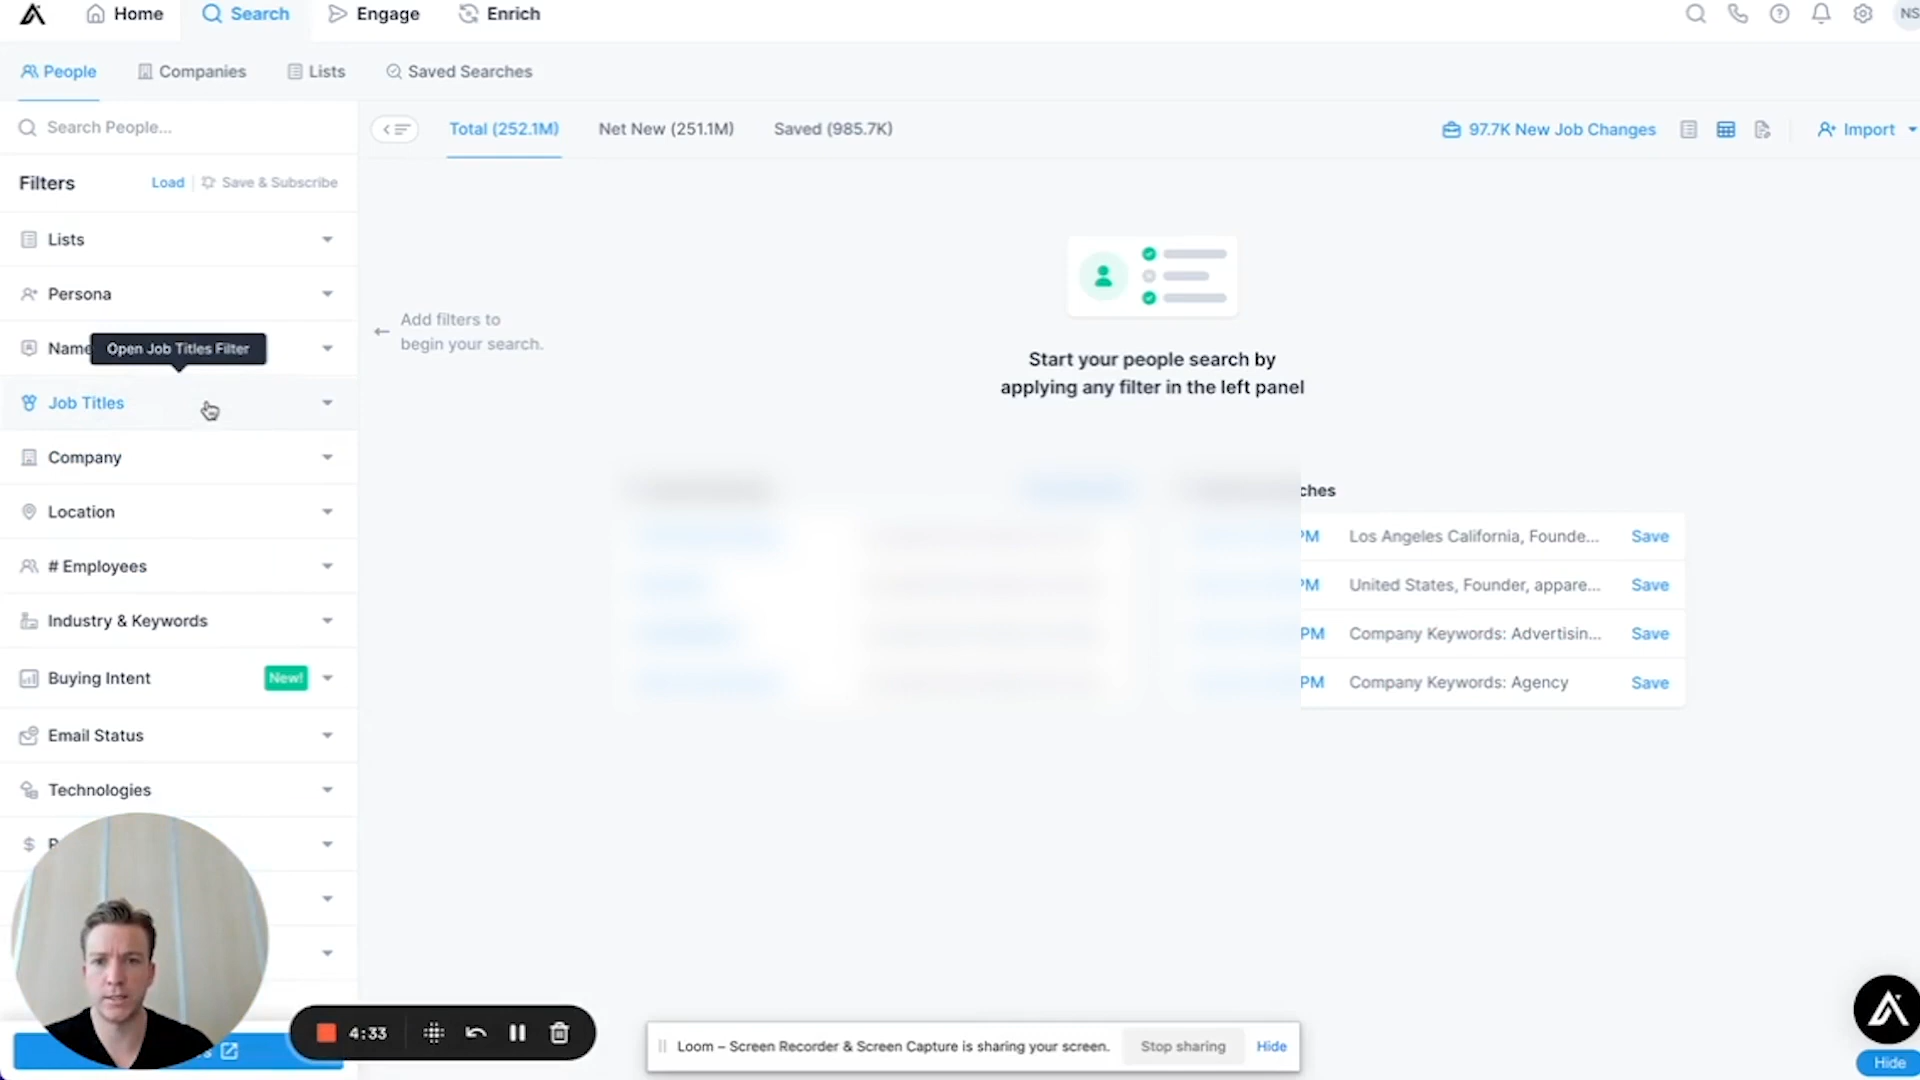 Home
Search
Engage
Enrich
NS
People
Companies
Lists
Saved Searches
Search People...
Total (252.1M)
Net New (251.1M)
Saved (985.7K)
97.7K New Job Changes
Import
Filters
Load
Save & Subscribe
Lists
Persona
Name
Open Job Titles Filter
Job Titles
Company
Location
# Employees
Industry & Keywords
Buying Intent
New!
Email Status
Technologies
Add filters to
begin your search.
Start your people search by
applying any filter in the left panel
ches
PM Los Angeles California, Founde... Save
PM United States, Founder, appare... Save
PM Company Keywords: Advertisin... Save
PM Company Keywords: Agency Save
4:33
Loom – Screen Recorder & Screen Capture is sharing your screen.
Stop sharing
Hide
Hide